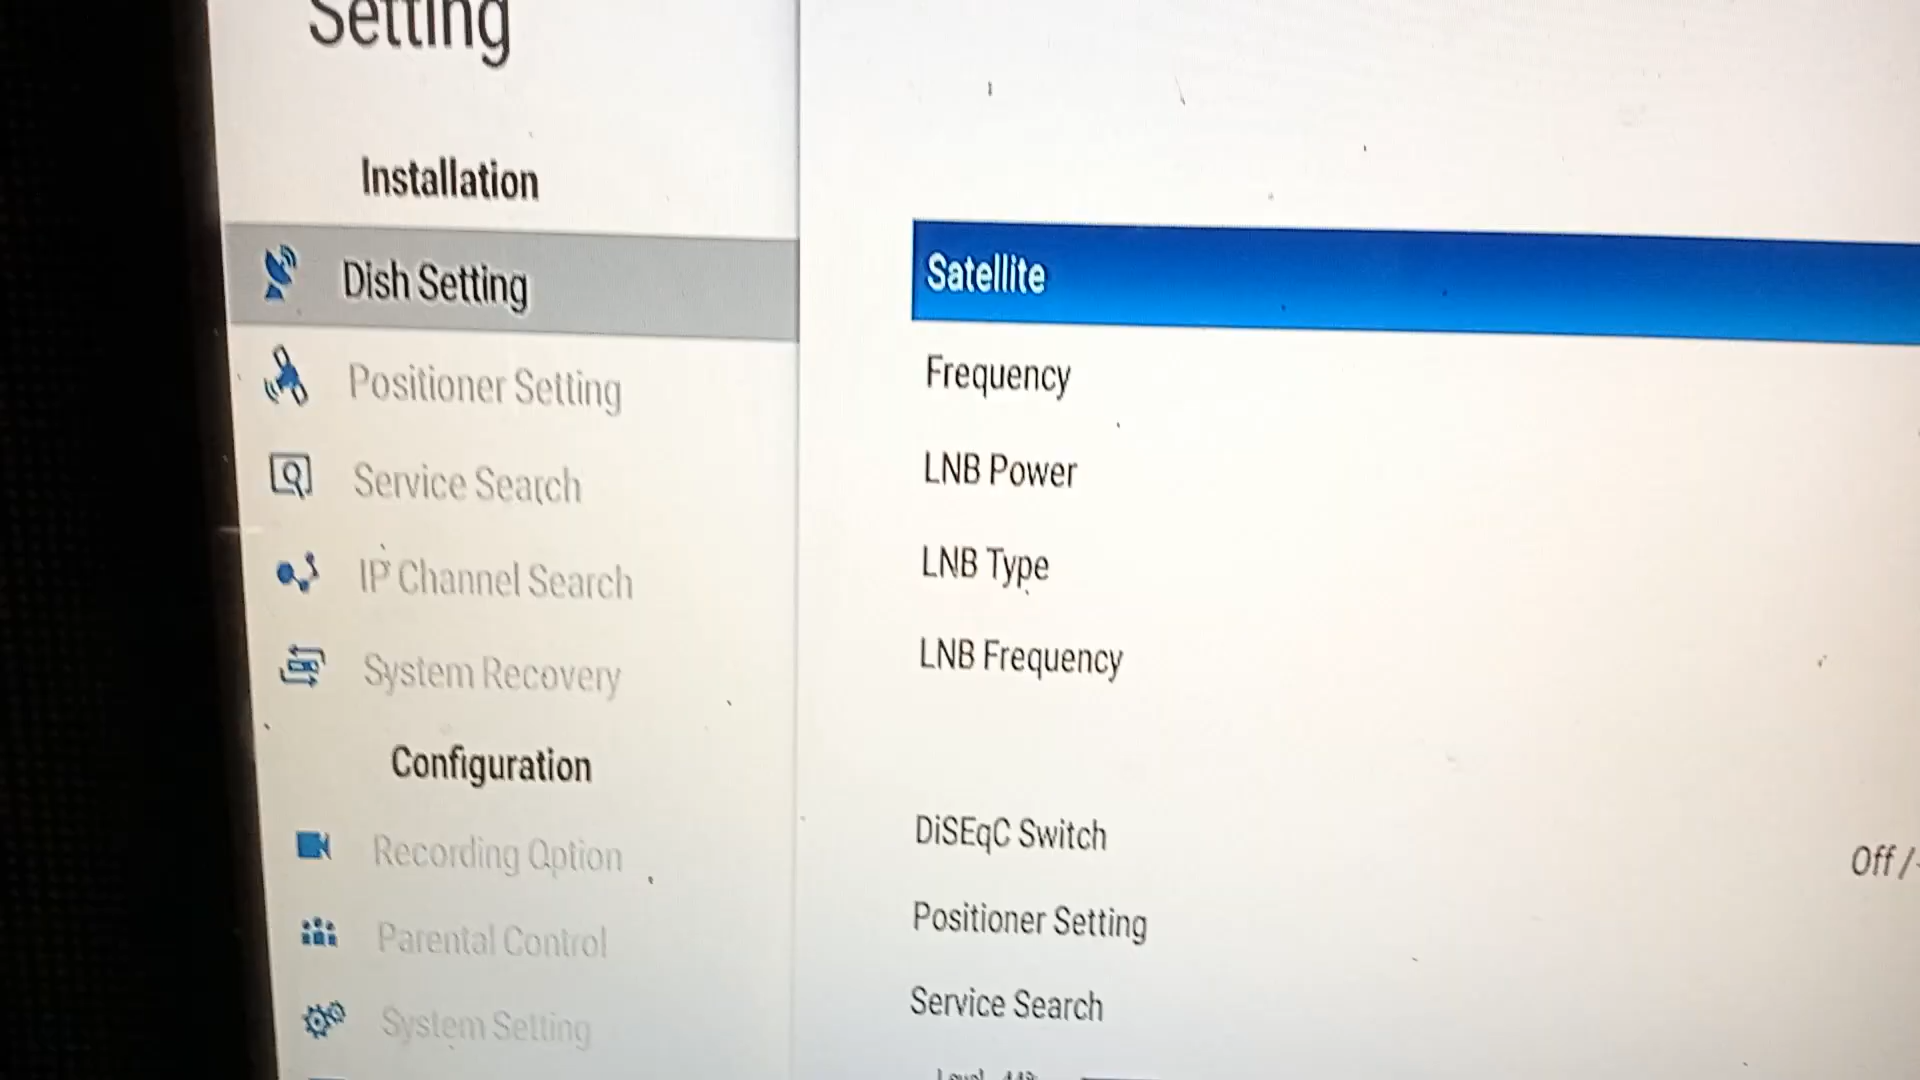 Setting
Installation
Dish Setting
Positioner Setting
Service Search
IP Channel Search
System Recovery
Configuration
Recording Option
Parental Control
System Setting
Satellite
Frequency
LNB Power
LNB Type
LNB Frequency
DiSEqC Switch
Off /
Positioner Setting
Service Search